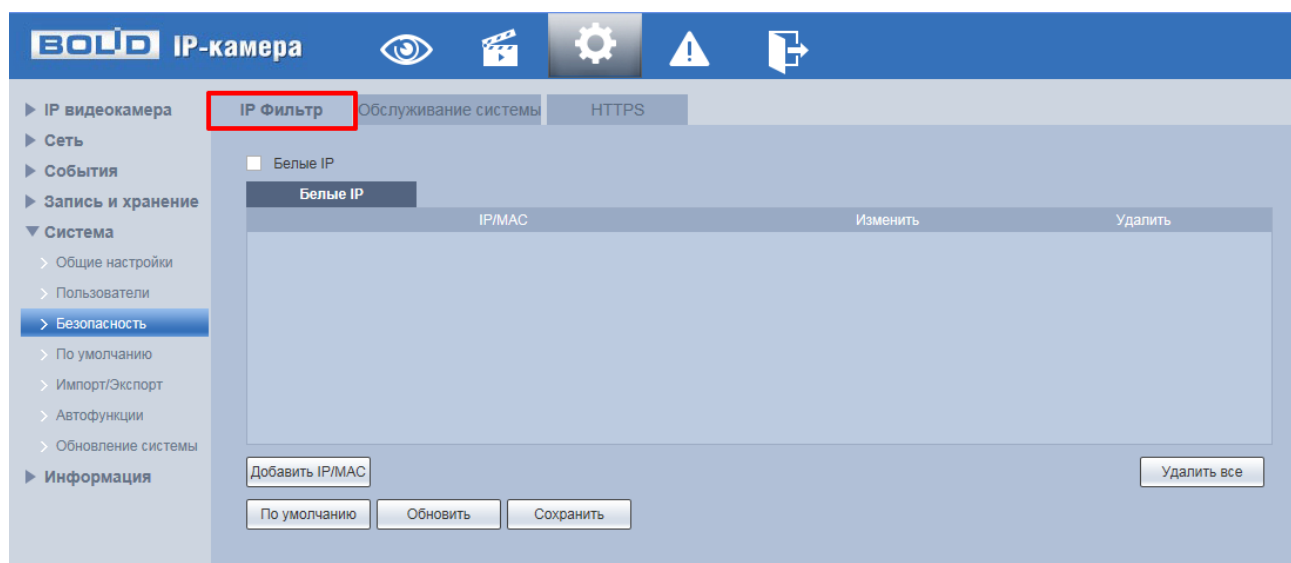 BOLID IP-камера
IP видеокамера
Сеть
События
Запись и хранение
Система
Общие настройки
Пользователи
Безопасность
По умолчанию
Импорт/Экспорт
Автофункции
Обновление системы
Информация
IP Фильтр Обслуживание системы HTTPS
Белые IP
Белые IP
IP/MAC Изменить Удалить
Добавить IP/MAC Удалить все
По умолчанию Обновить Сохранить